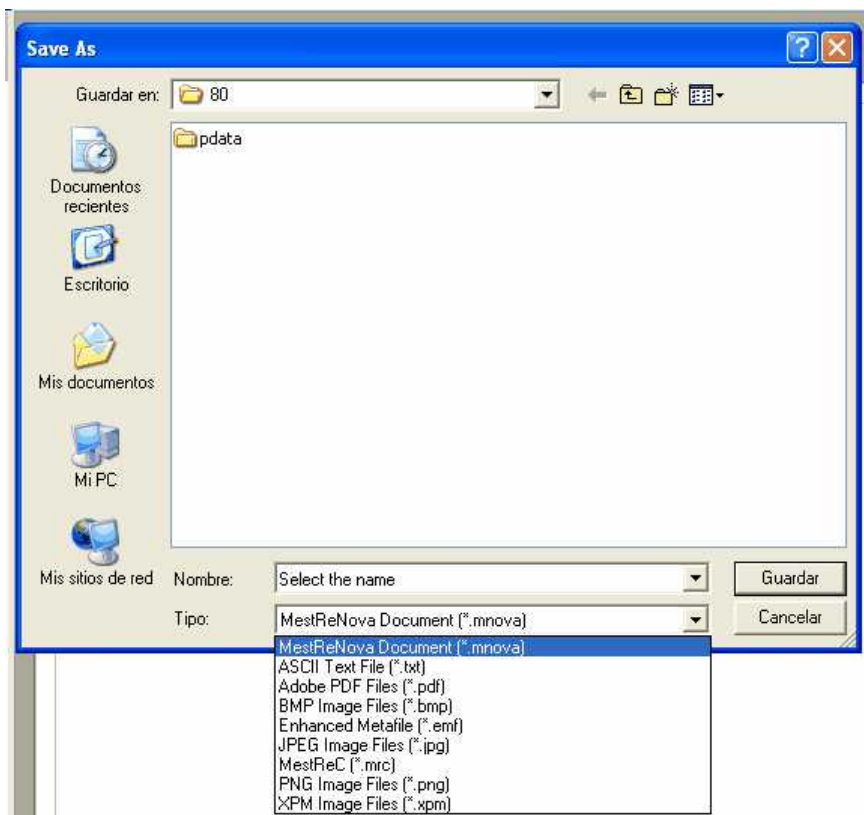 Save As
Guardar en: 80
pdata
Documentos
recientes
Escritorio
Mis documentos
Mi PC
Mis sitios de red
Nombre: Select the name Guardar
Tipo: MestReNova Document (*.mnova) Cancelar
MestReNova Document (*.mnova)
ASCII Text File (*.txt)
Adobe PDF Files (*.pdf)
BMP Image Files (*.bmp)
Enhanced Metafile (*.emf)
JPEG Image Files (*.jpg)
MestReC (*.mrc)
PNG Image Files (*.png)
XPM Image Files (*.xpm)